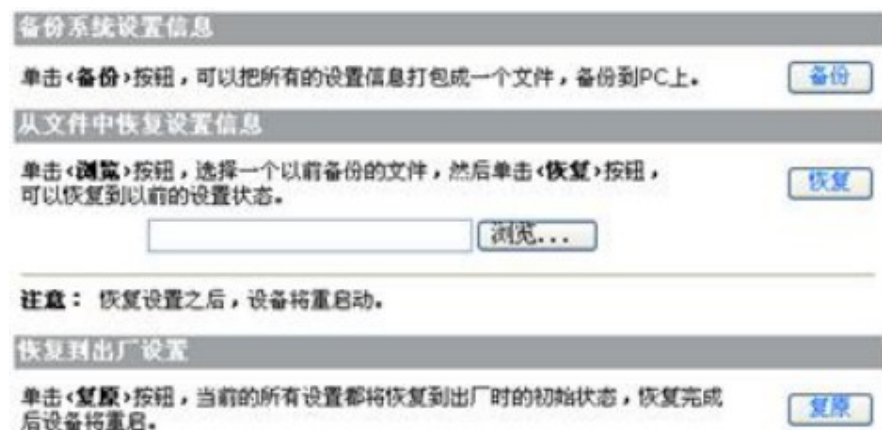 备份系统设置信息
单击<备份>按钮，可以把所有的设置信息打包成一个文件，备份到PC上。
备份
从文件中恢复设置信息
单击<浏览>按钮，选择一个以前备份的文件，然后单击<恢复>按钮，
可以恢复到以前的设置状态。
恢复
浏览...
注意： 恢复设置之后，设备将重启动。
恢复到出厂设置
单击<复原>按钮，当前的所有设置都将恢复到出厂时的初始状态，恢复完成
后设备将重启。
复原